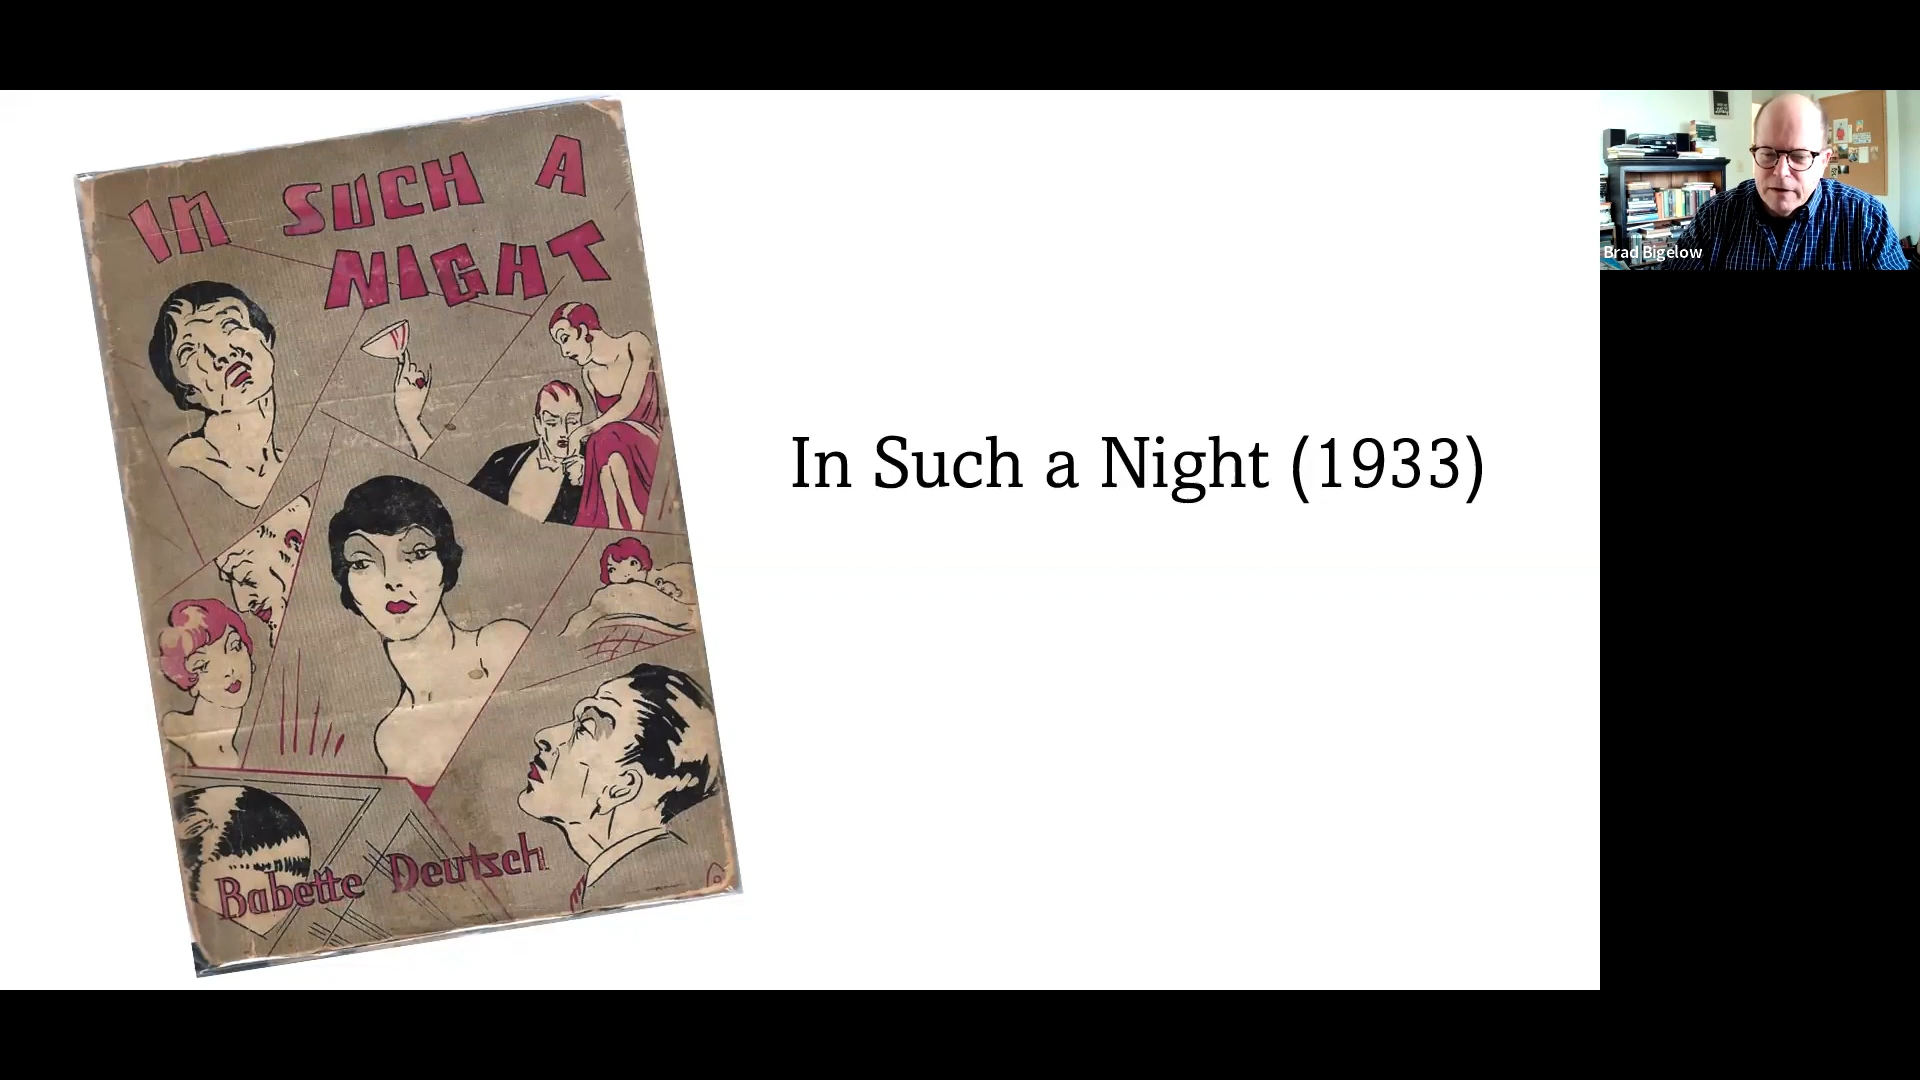 IN SUCH A
NIGHT
Babette Deutsch
In Such a Night (1933)
Brad Bigelow